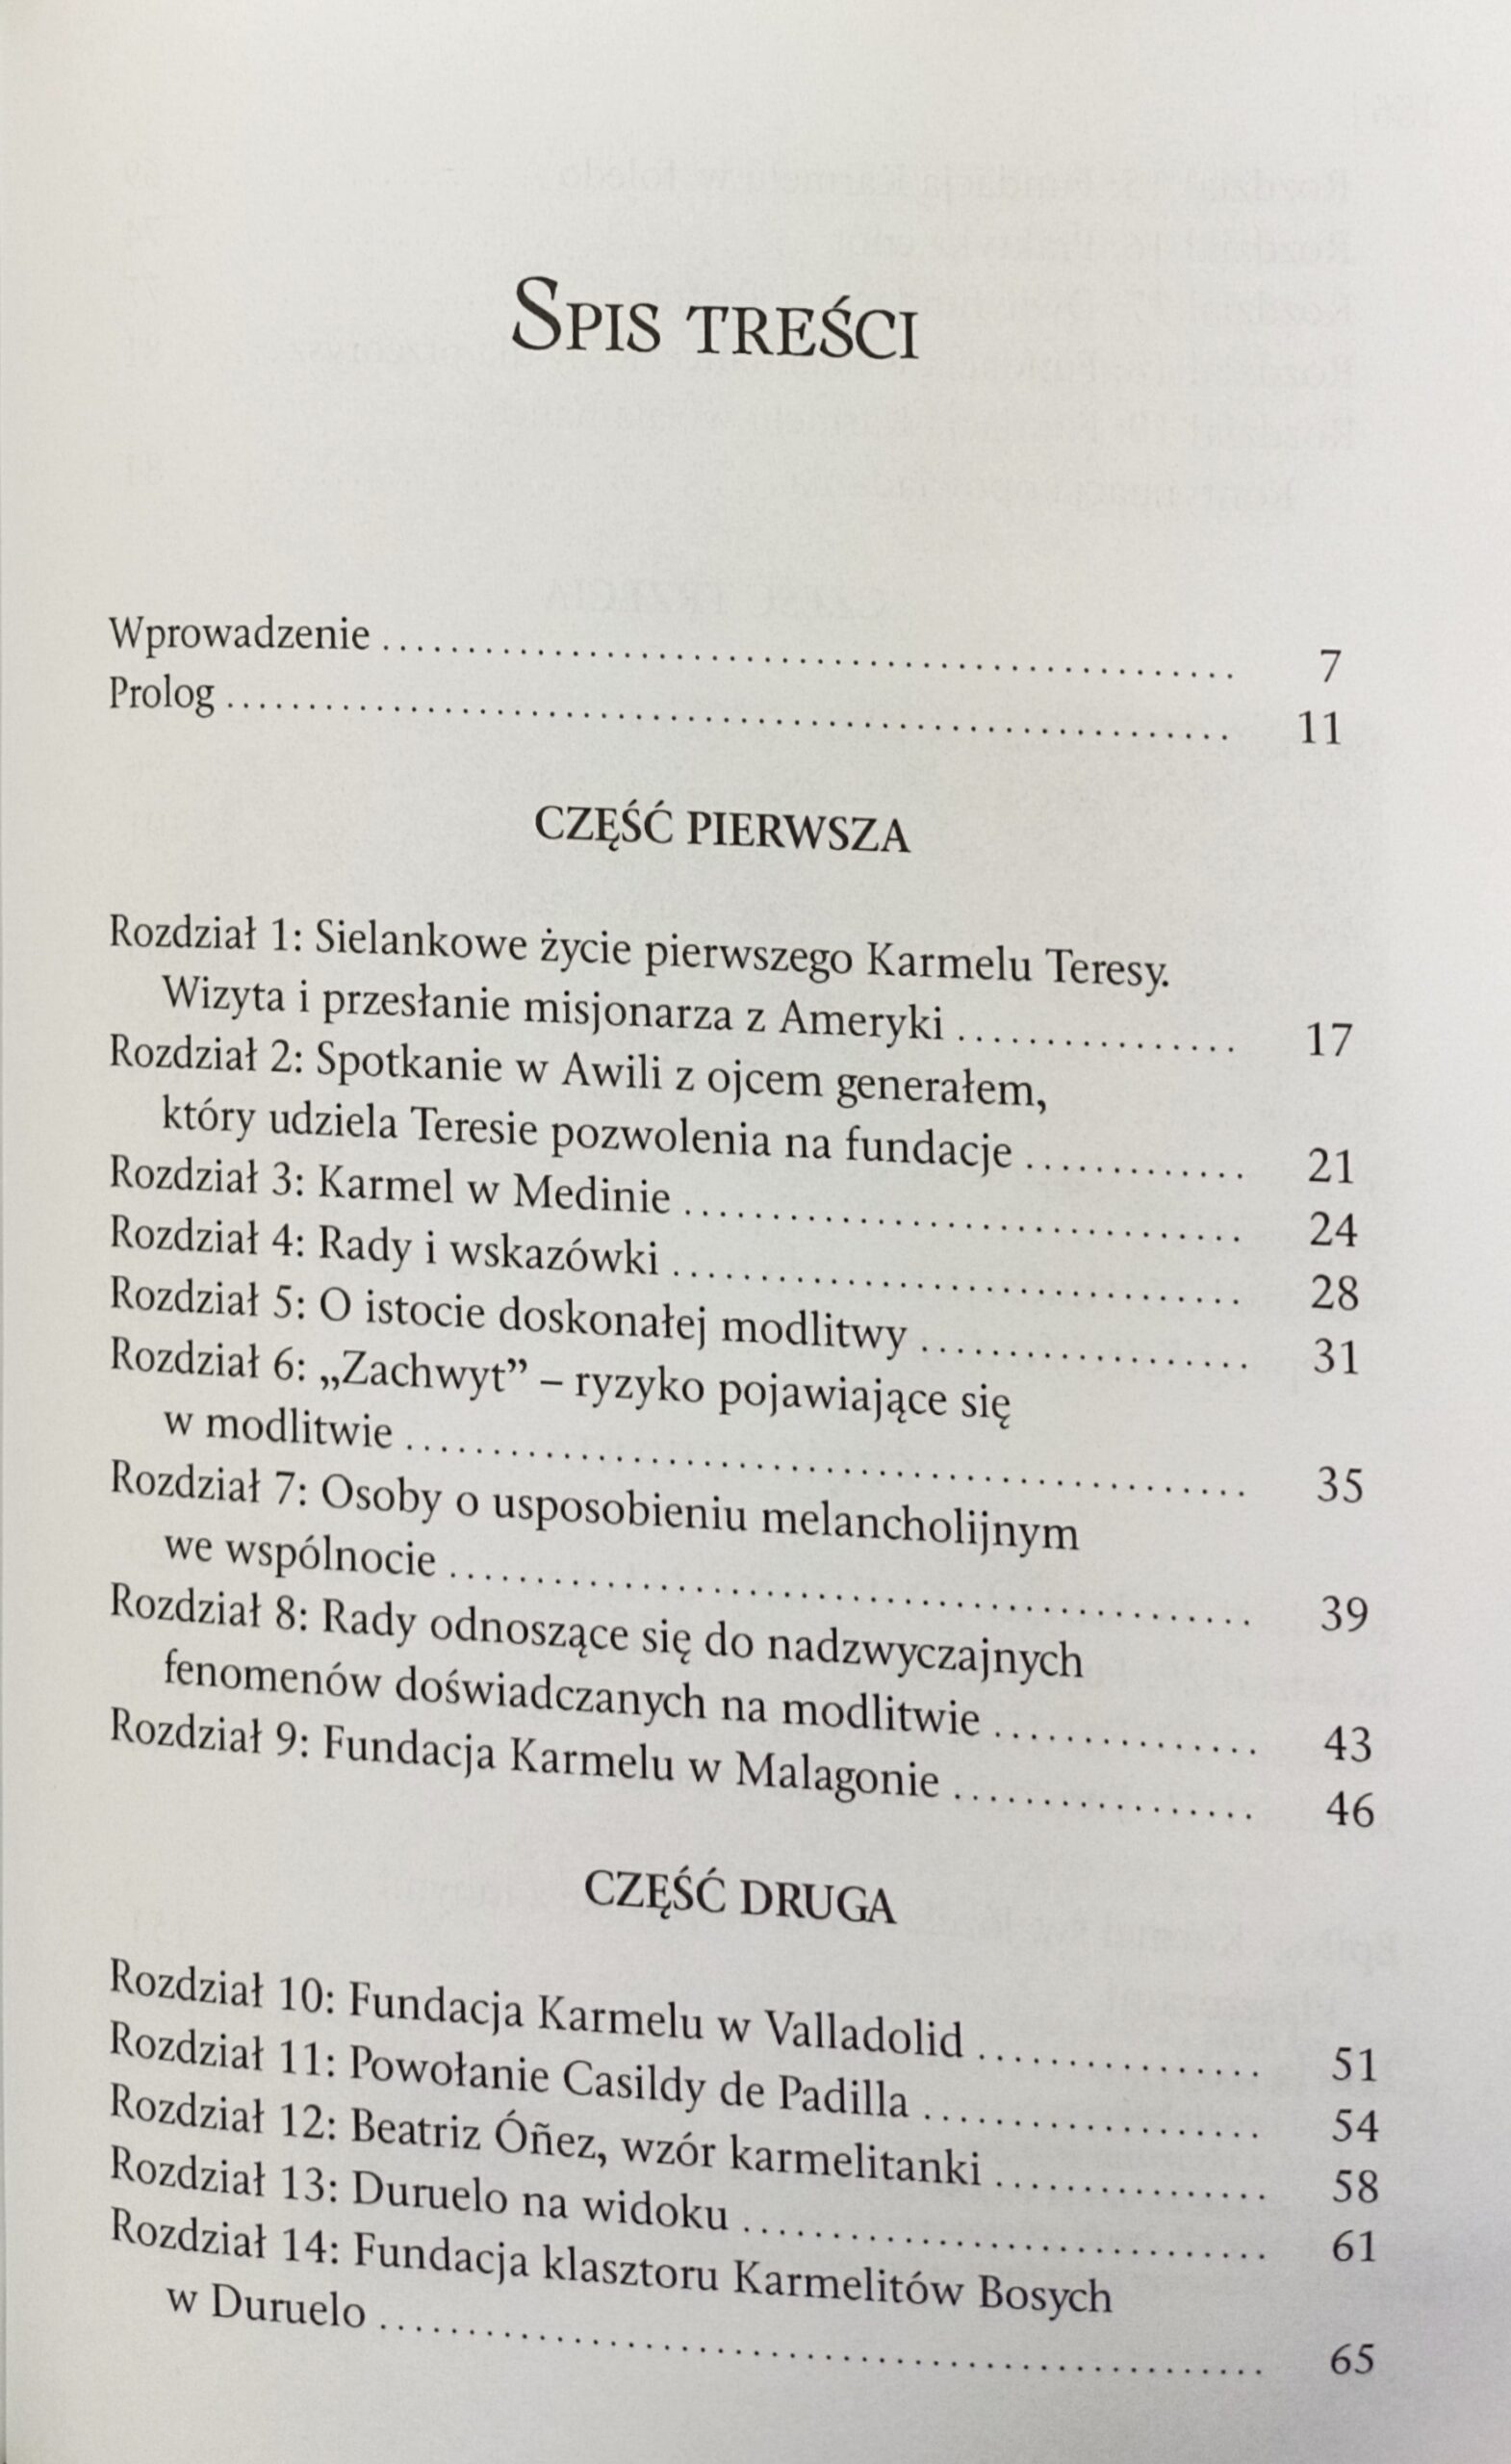 Spis treści
Wprowadzenie ........ 7
Prolog ........ 11
CZĘŚĆ PIERWSZA
Rozdział 1: Sielankowe życie pierwszego Karmelu Teresy.
Wizyta i przesłanie misjonarza z Ameryki ........ 17
Rozdział 2: Spotkanie w Awili z ojcem generałem,
który udziela Teresie pozwolenia na fundacje ........ 21
Rozdział 3: Karmel w Medinie ........ 24
Rozdział 4: Rady i wskazówki ........ 28
Rozdział 5: O istocie doskonałej modlitwy ........ 31
Rozdział 6: „Zachwyt” – ryzyko pojawiające się
w modlitwie ........ 35
Rozdział 7: Osoby o usposobieniu melancholijnym
we wspólnocie ........ 39
Rozdział 8: Rady odnoszące się do nadzwyczajnych
fenomenów doświadczanych na modlitwie ........ 43
Rozdział 9: Fundacja Karmelu w Malagonie ........ 46
CZĘŚĆ DRUGA
Rozdział 10: Fundacja Karmelu w Valladolid ........ 51
Rozdział 11: Powołanie Casildy de Padilla ........ 54
Rozdział 12: Beatriz Óñez, wzór karmelitanki ........ 58
Rozdział 13: Duruelo na widoku ........ 61
Rozdział 14: Fundacja klasztoru Karmelitów Bosych
w Duruelo ........ 65